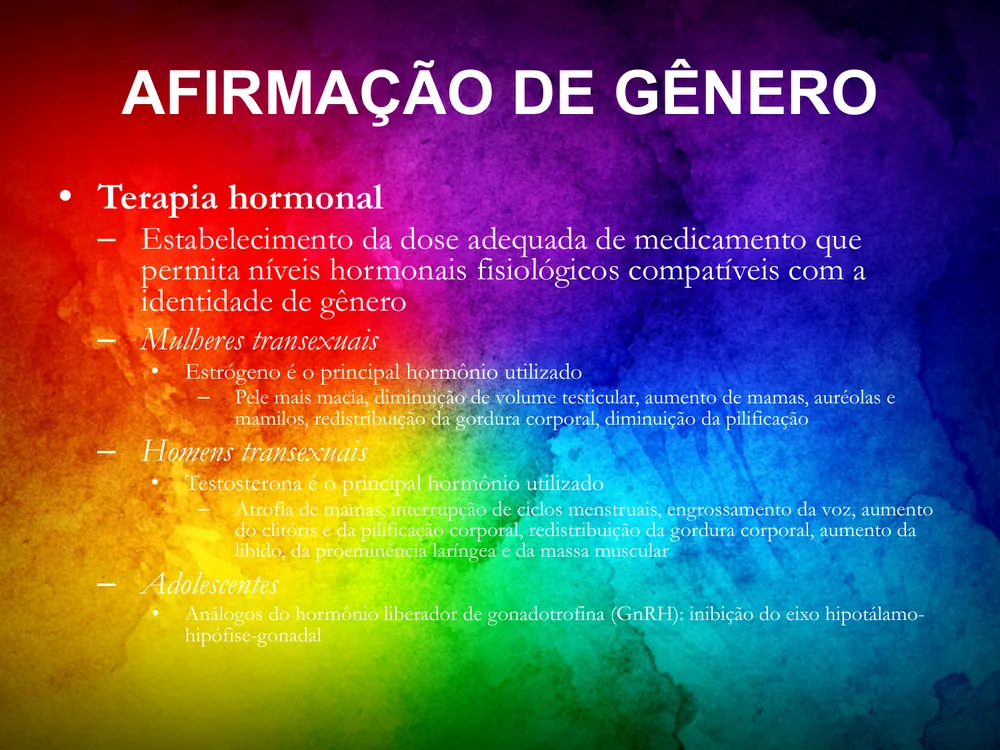 AFIRMAÇÃO DE GÊNERO
• Terapia hormonal
– Estabelecimento da dose adequada de medicamento que
permita níveis hormonais fisiológicos compatíveis com a
identidade de gênero
– Mulheres transexuais
• Estrógeno é o principal hormônio utilizado
– Pele mais macia, diminuição de volume testicular, aumento de mamas, auréolas e
mamilos, redistribuição da gordura corporal, diminuição da pilificação
– Homens transexuais
• Testosterona é o principal hormônio utilizado
– Atrofia de mamas, interrupção de ciclos menstruais, engrossamento da voz, aumento
do clitóris e da pilificação corporal, redistribuição da gordura corporal, aumento da
libido, da proeminência laríngea e da massa muscular
– Adolescentes
• Análogos do hormônio liberador de gonadotrofina (GnRH): inibição do eixo hipotálamo-
hipófise-gonadal